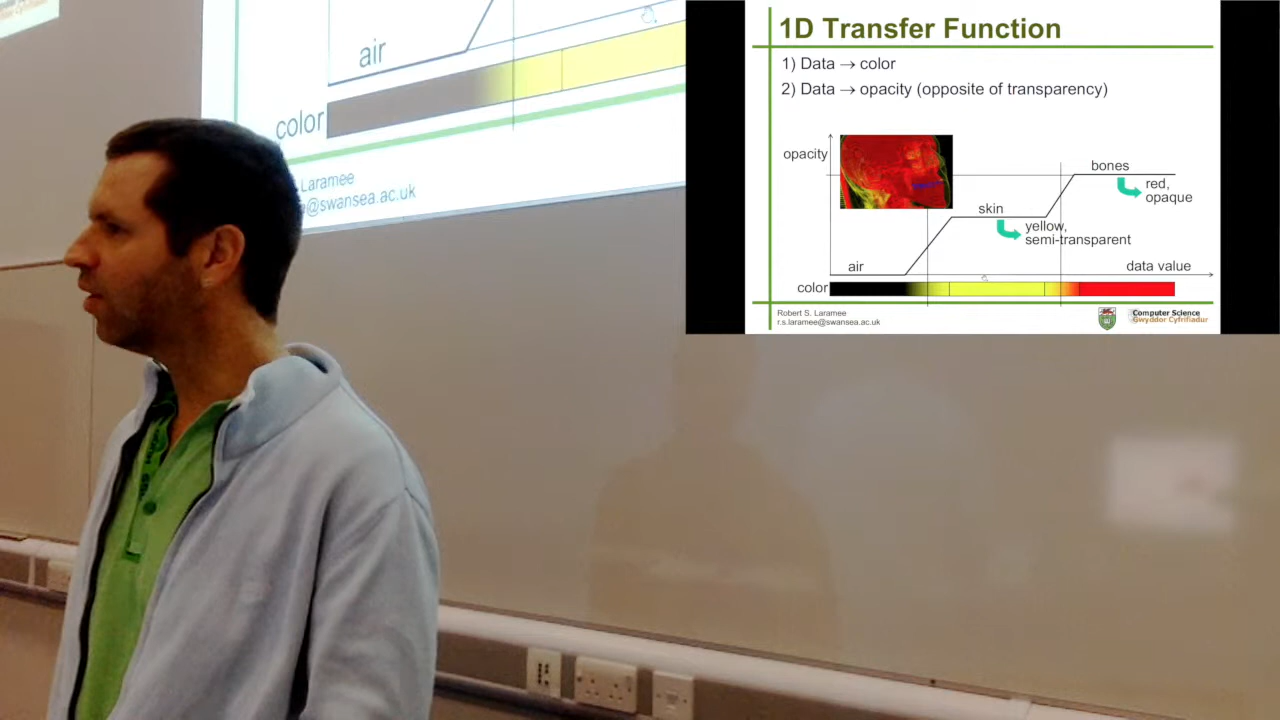 air
color
Laramee
@swansea.ac.uk
1D Transfer Function
1) Data → color
2) Data → opacity (opposite of transparency)
opacity
bones
red,
opaque
skin
yellow,
semi-transparent
air
data value
color
Robert S. Laramee
r.s.laramee@swansea.ac.uk
Computer Science
Gwyddor Cyfrifiadur